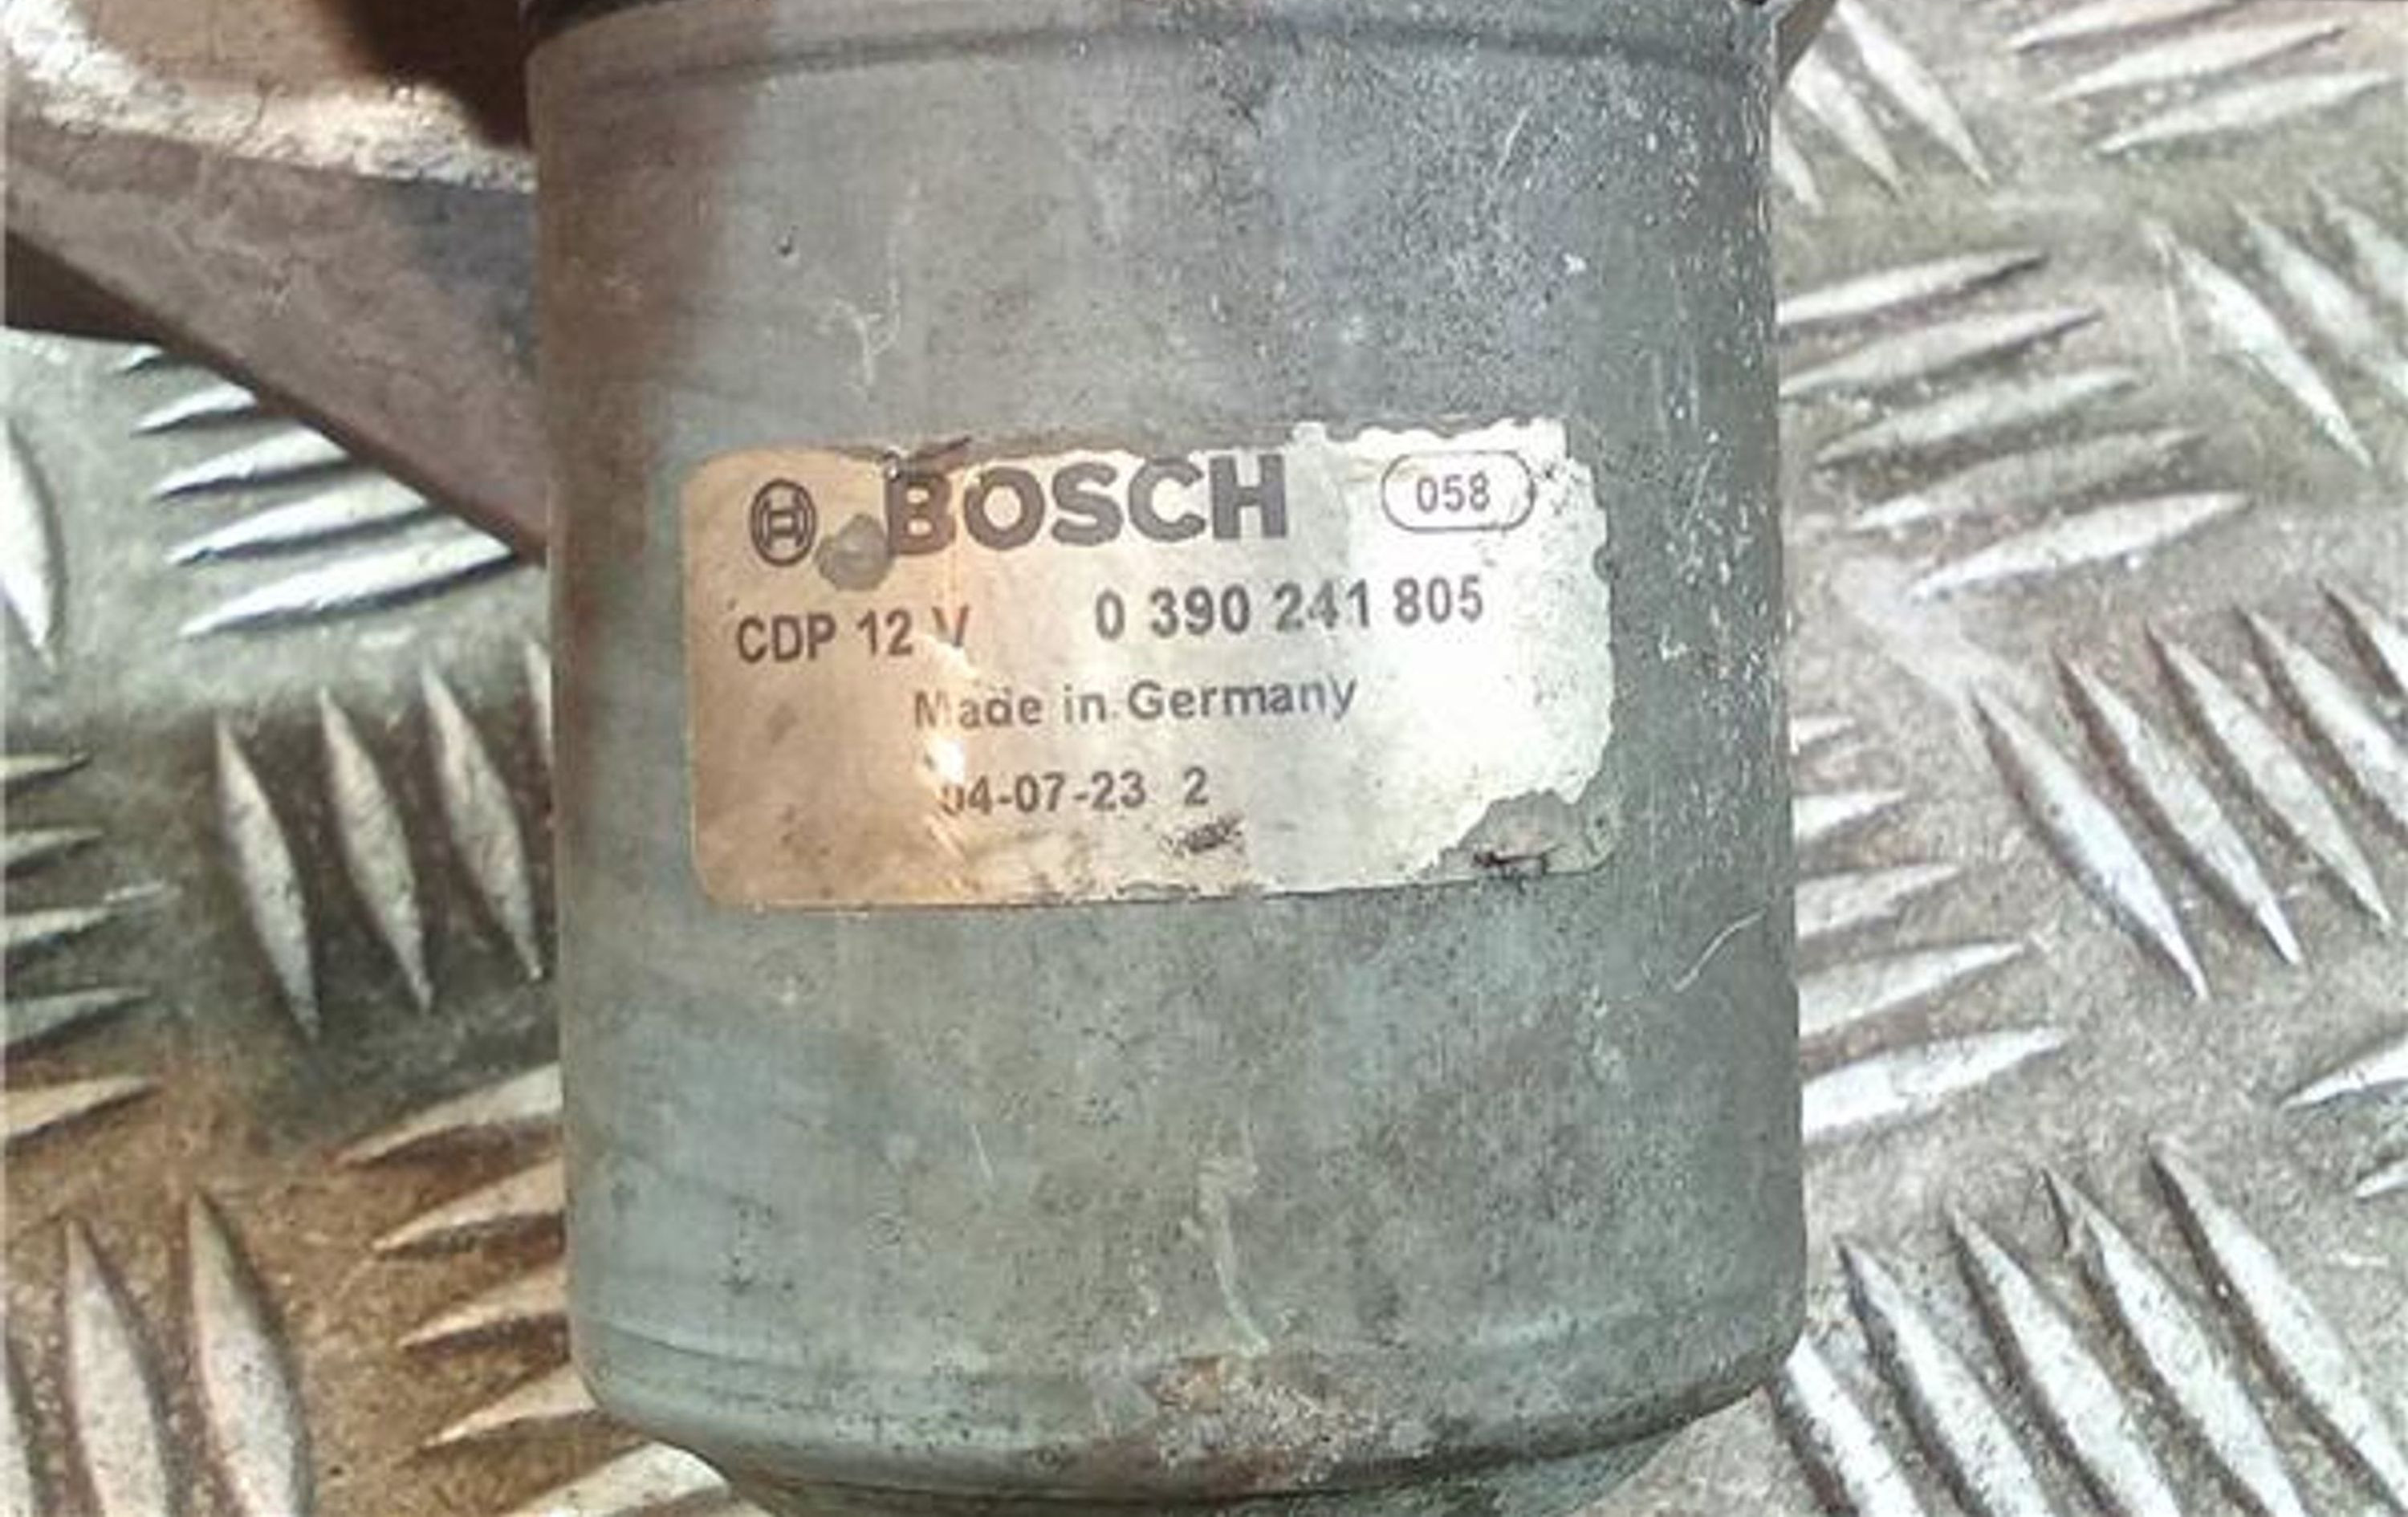 BOSCH 058
CDP 12 V 0 390 241 805
Made in Germany
04-07-23 2